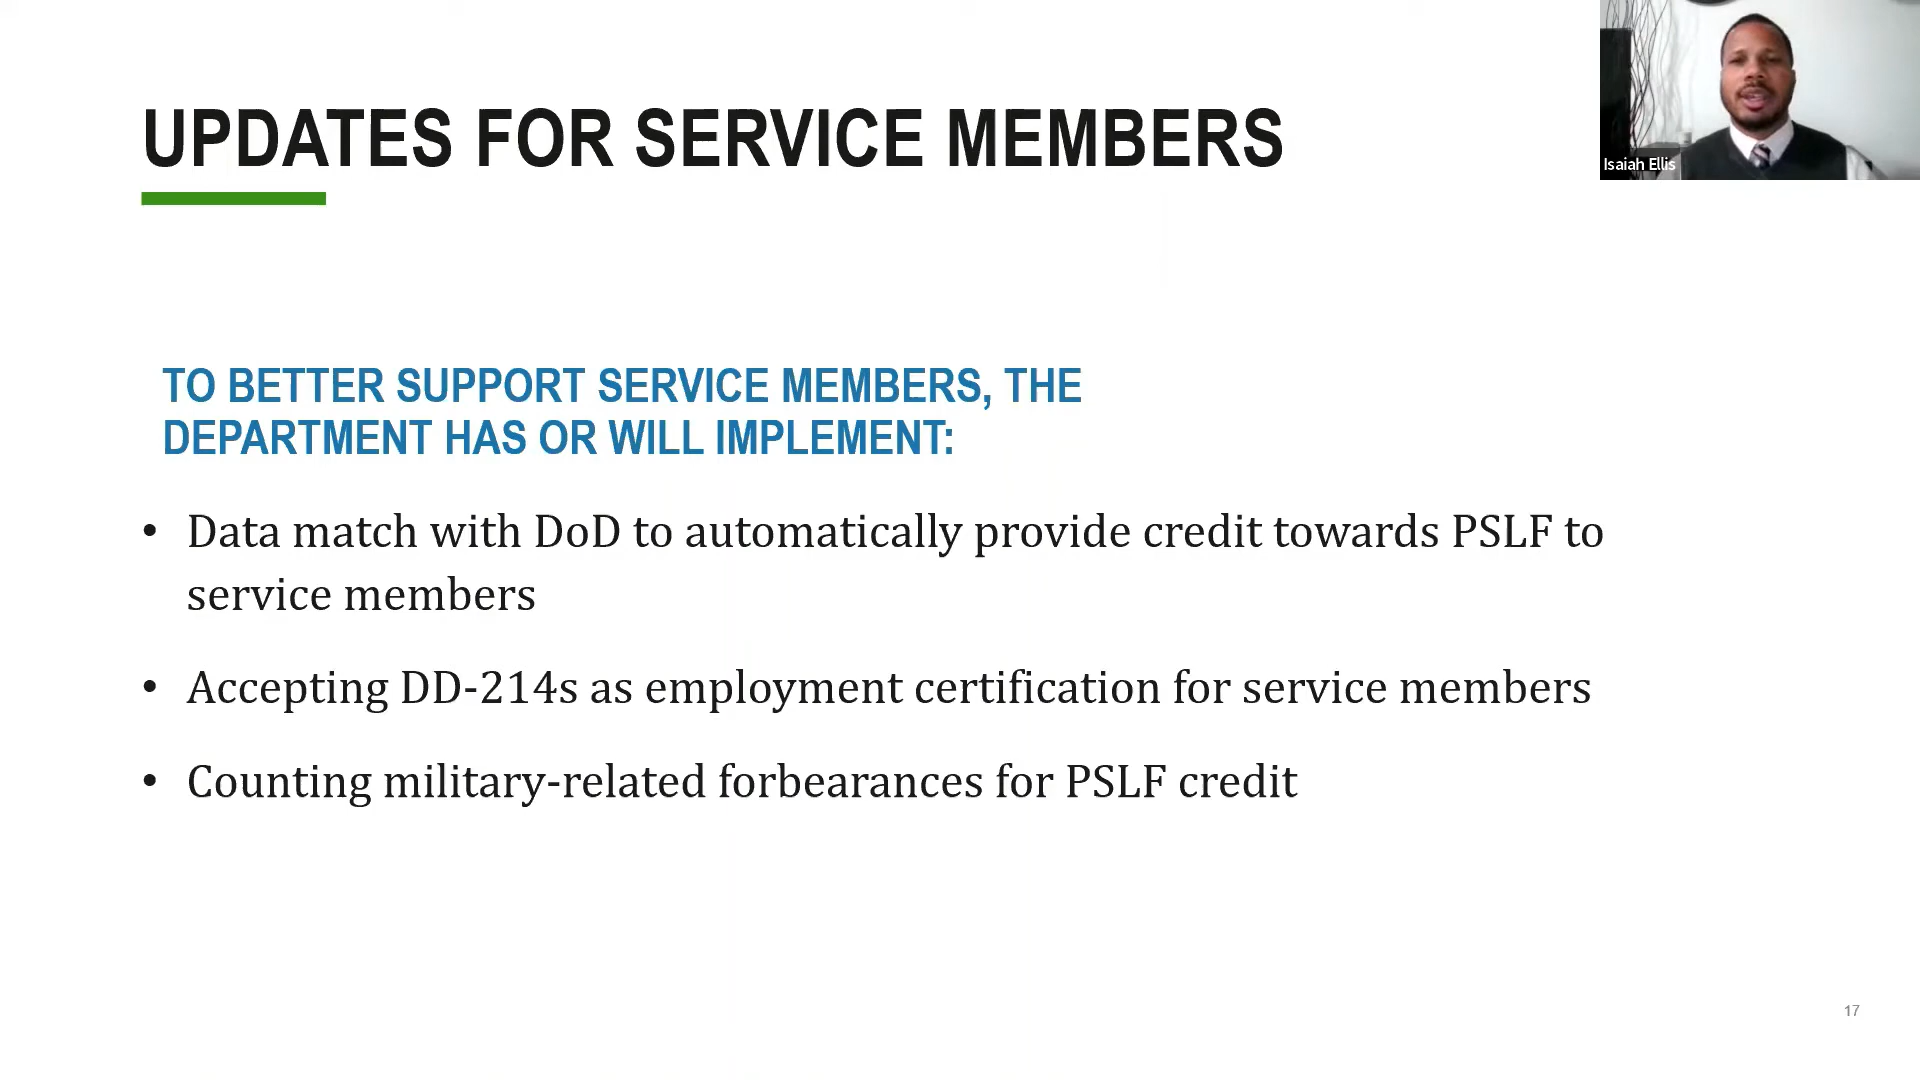 UPDATES FOR SERVICE MEMBERS
Isaiah Ellis
TO BETTER SUPPORT SERVICE MEMBERS, THE
DEPARTMENT HAS OR WILL IMPLEMENT:
• Data match with DoD to automatically provide credit towards PSLF to
service members
• Accepting DD-214s as employment certification for service members
• Counting military-related forbearances for PSLF credit
17